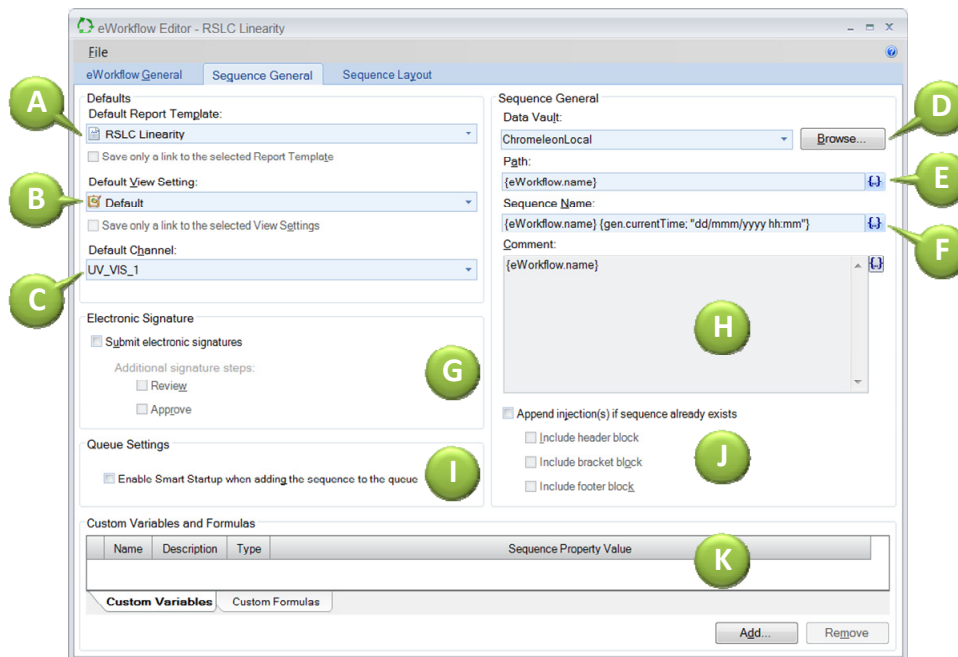 eWorkflow Editor - RSLC Linearity
File
eWorkflow General Sequence General Sequence Layout
A
Defaults
Default Report Template:
RSLC Linearity
Save only a link to the selected Report Template
B
Default View Setting:
Default
Save only a link to the selected View Settings
C
Default Channel:
UV_VIS_1
Electronic Signature
Submit electronic signatures
Additional signature steps:
Review
Approve
G
Queue Settings
Enable Smart Startup when adding the sequence to the queue
I
Sequence General
Data Vault:
ChromeleonLocal Browse...
D
Path:
{eWorkflow.name} {..}
E
Sequence Name:
{eWorkflow.name} {gen.currentTime; "dd/mmm/yyyy hh:mm"} {..}
F
Comment:
{eWorkflow.name} {..}
H
Append injection(s) if sequence already exists
Include header block
Include bracket block
Include footer block
J
Custom Variables and Formulas
Name Description Type Sequence Property Value
K
Custom Variables Custom Formulas
Add... Remove